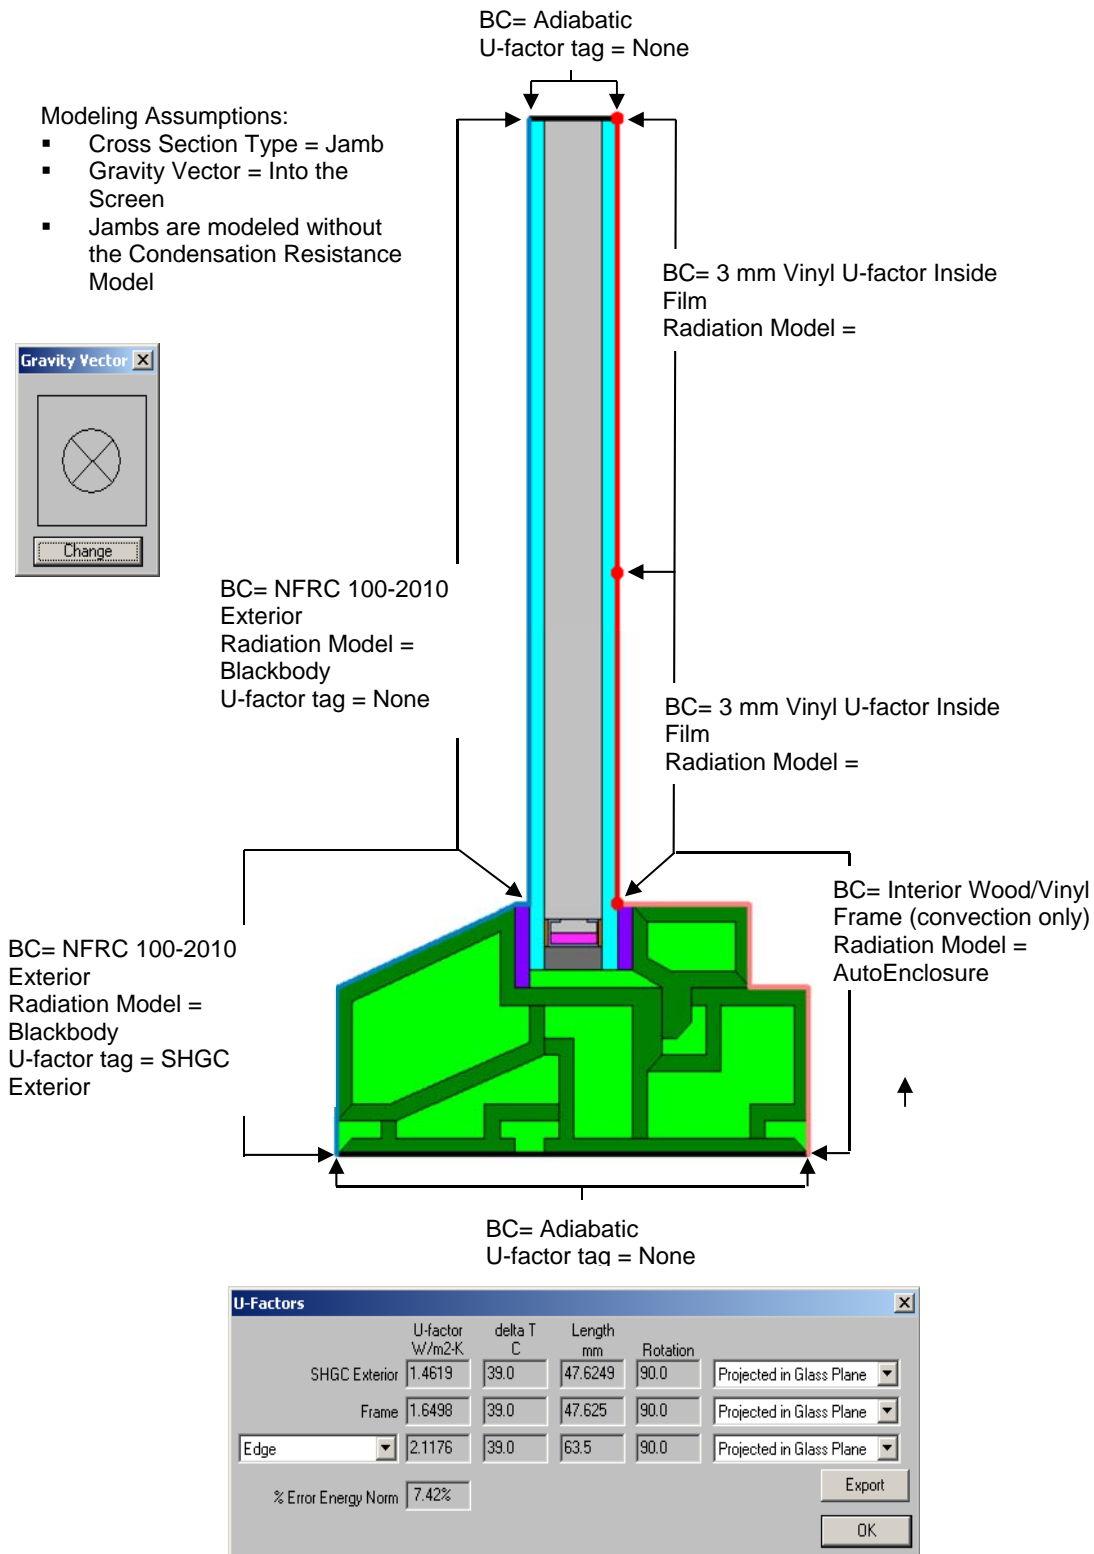 BC= Adiabatic
U-factor tag = None
Modeling Assumptions:
▪ Cross Section Type = Jamb
▪ Gravity Vector = Into the
Screen
▪ Jambs are modeled without
the Condensation Resistance
Model
BC= 3 mm Vinyl U-factor Inside
Film
Radiation Model =
Gravity Vector
Change
BC= NFRC 100-2010
Exterior
Radiation Model =
Blackbody
U-factor tag = None
BC= 3 mm Vinyl U-factor Inside
Film
Radiation Model =
BC= Interior Wood/Vinyl
Frame (convection only)
Radiation Model =
AutoEnclosure
BC= NFRC 100-2010
Exterior
Radiation Model =
Blackbody
U-factor tag = SHGC
Exterior
BC= Adiabatic
U-factor tag = None
U-Factors
U-factor delta T Length
W/m2-K C mm Rotation
SHGC Exterior 1.4619 39.0 47.6249 90.0 Projected in Glass Plane
Frame 1.6498 39.0 47.625 90.0 Projected in Glass Plane
Edge 2.1176 39.0 63.5 90.0 Projected in Glass Plane
% Error Energy Norm 7.42%
Export
OK